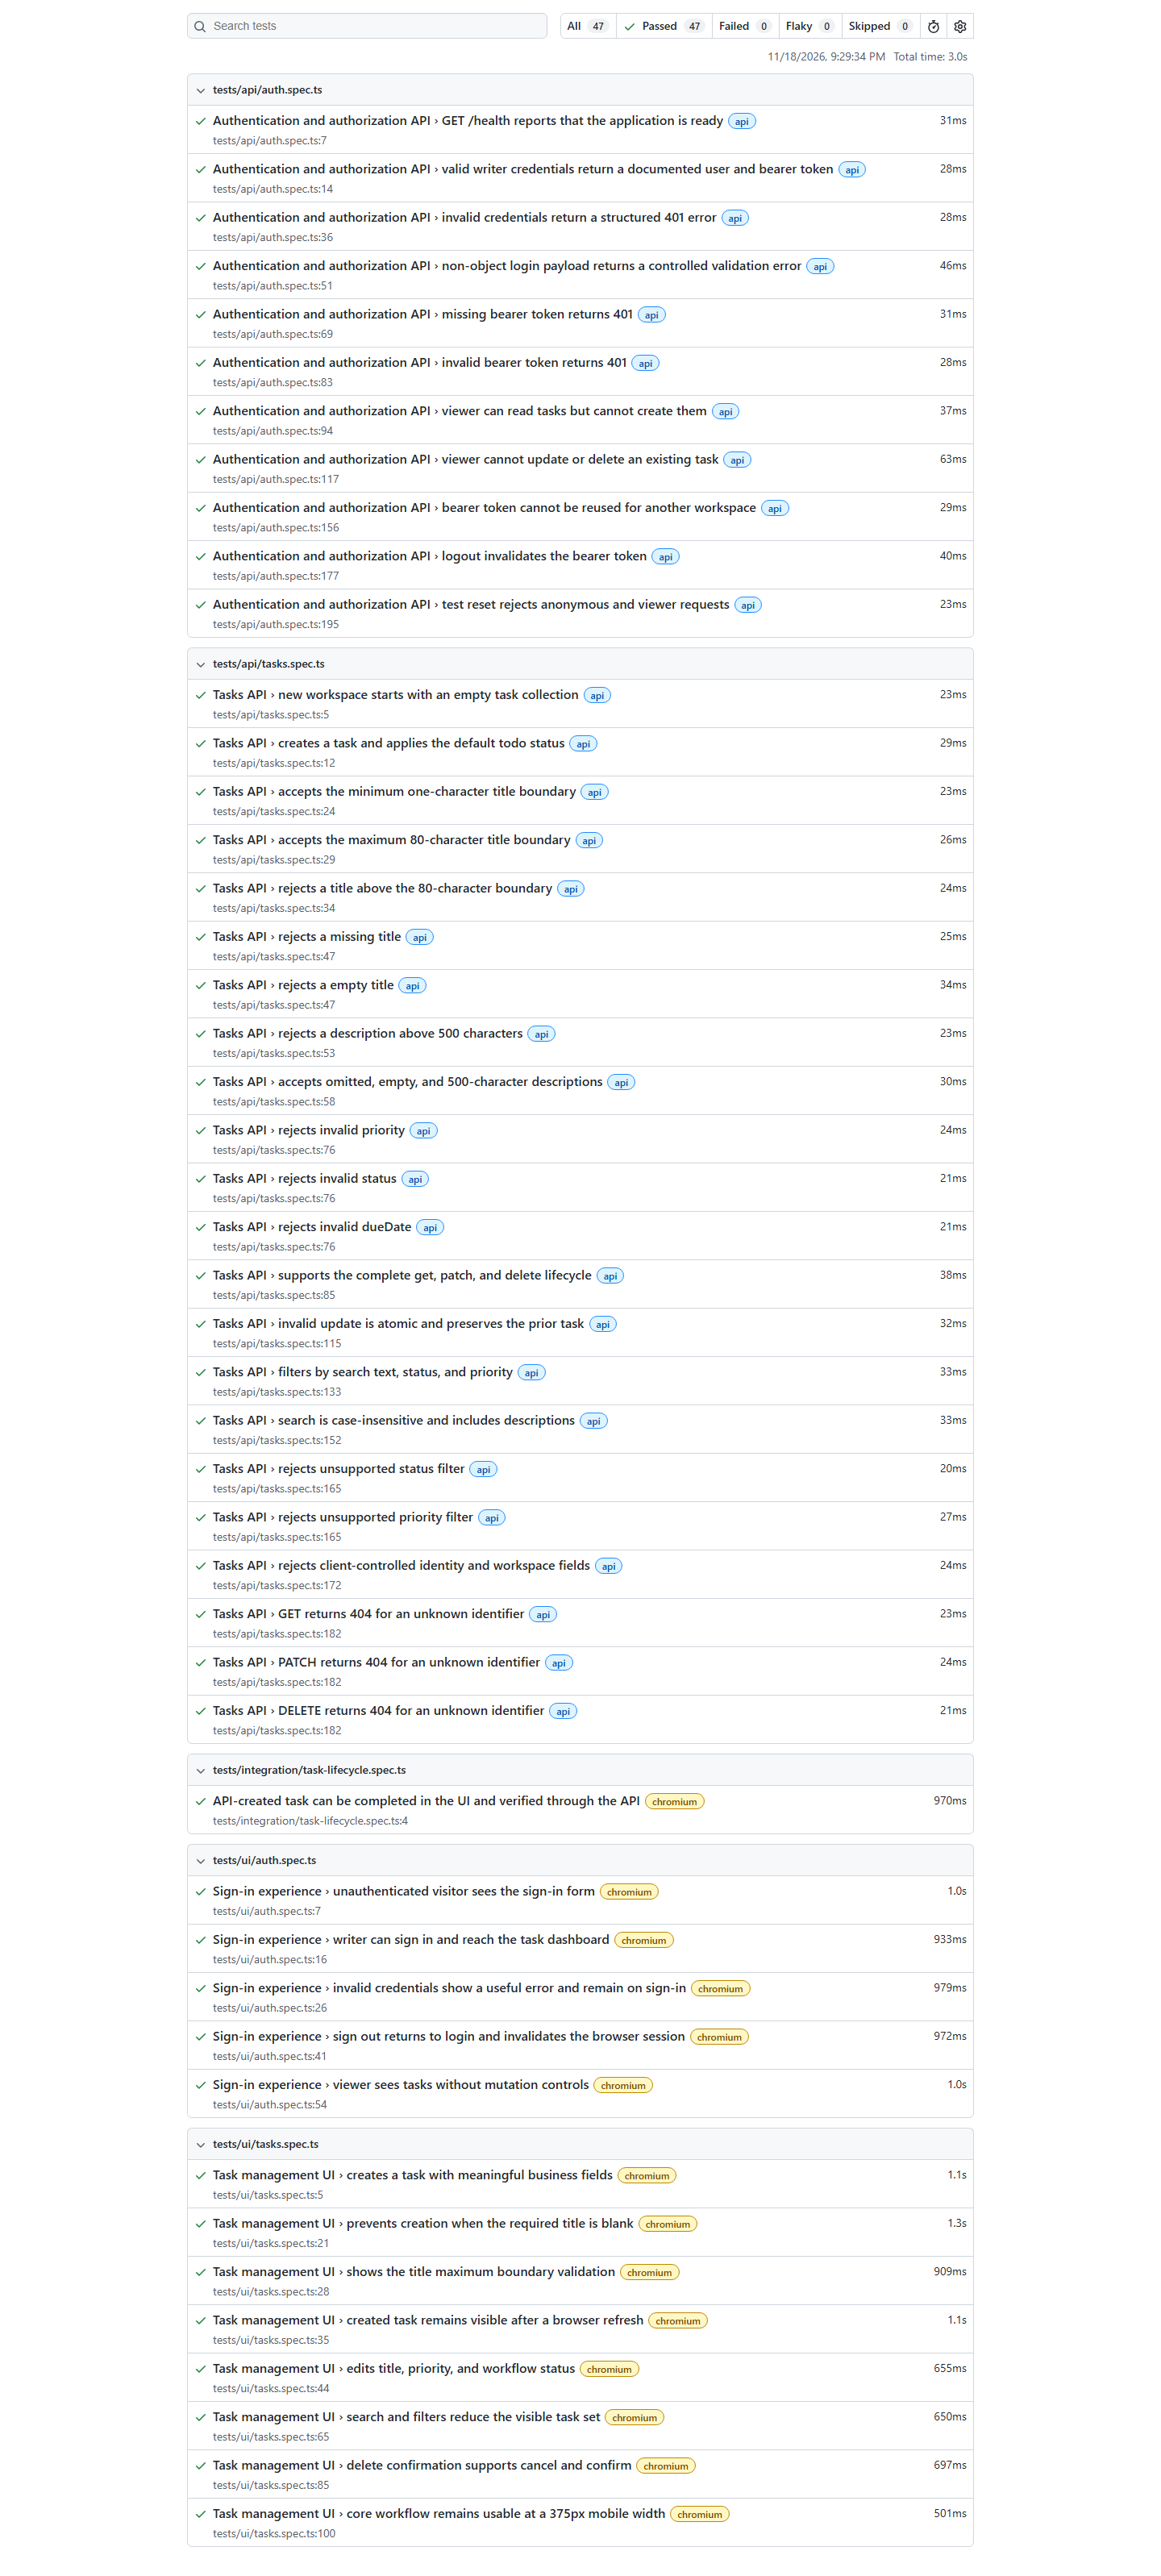 Search tests
All 47 Passed 47 Failed 0 Flaky 0 Skipped 0
11/18/2026, 9:29:34 PM Total time: 3.0s
tests/api/auth.spec.ts
Authentication and authorization API › GET /health reports that the application is ready api 31ms
tests/api/auth.spec.ts:7
Authentication and authorization API › valid writer credentials return a documented user and bearer token api 28ms
tests/api/auth.spec.ts:14
Authentication and authorization API › invalid credentials return a structured 401 error api 28ms
tests/api/auth.spec.ts:36
Authentication and authorization API › non-object login payload returns a controlled validation error api 46ms
tests/api/auth.spec.ts:51
Authentication and authorization API › missing bearer token returns 401 api 31ms
tests/api/auth.spec.ts:69
Authentication and authorization API › invalid bearer token returns 401 api 28ms
tests/api/auth.spec.ts:83
Authentication and authorization API › viewer can read tasks but cannot create them api 37ms
tests/api/auth.spec.ts:94
Authentication and authorization API › viewer cannot update or delete an existing task api 63ms
tests/api/auth.spec.ts:117
Authentication and authorization API › bearer token cannot be reused for another workspace api 29ms
tests/api/auth.spec.ts:156
Authentication and authorization API › logout invalidates the bearer token api 40ms
tests/api/auth.spec.ts:177
Authentication and authorization API › test reset rejects anonymous and viewer requests api 23ms
tests/api/auth.spec.ts:195
tests/api/tasks.spec.ts
Tasks API › new workspace starts with an empty task collection api 23ms
tests/api/tasks.spec.ts:5
Tasks API › creates a task and applies the default todo status api 29ms
tests/api/tasks.spec.ts:12
Tasks API › accepts the minimum one-character title boundary api 23ms
tests/api/tasks.spec.ts:24
Tasks API › accepts the maximum 80-character title boundary api 26ms
tests/api/tasks.spec.ts:29
Tasks API › rejects a title above the 80-character boundary api 24ms
tests/api/tasks.spec.ts:34
Tasks API › rejects a missing title api 25ms
tests/api/tasks.spec.ts:47
Tasks API › rejects a empty title api 34ms
tests/api/tasks.spec.ts:47
Tasks API › rejects a description above 500 characters api 23ms
tests/api/tasks.spec.ts:53
Tasks API › accepts omitted, empty, and 500-character descriptions api 30ms
tests/api/tasks.spec.ts:58
Tasks API › rejects invalid priority api 24ms
tests/api/tasks.spec.ts:76
Tasks API › rejects invalid status api 21ms
tests/api/tasks.spec.ts:76
Tasks API › rejects invalid dueDate api 21ms
tests/api/tasks.spec.ts:76
Tasks API › supports the complete get, patch, and delete lifecycle api 38ms
tests/api/tasks.spec.ts:85
Tasks API › invalid update is atomic and preserves the prior task api 32ms
tests/api/tasks.spec.ts:115
Tasks API › filters by search text, status, and priority api 33ms
tests/api/tasks.spec.ts:133
Tasks API › search is case-insensitive and includes descriptions api 33ms
tests/api/tasks.spec.ts:152
Tasks API › rejects unsupported status filter api 20ms
tests/api/tasks.spec.ts:165
Tasks API › rejects unsupported priority filter api 27ms
tests/api/tasks.spec.ts:165
Tasks API › rejects client-controlled identity and workspace fields api 24ms
tests/api/tasks.spec.ts:172
Tasks API › GET returns 404 for an unknown identifier api 23ms
tests/api/tasks.spec.ts:182
Tasks API › PATCH returns 404 for an unknown identifier api 24ms
tests/api/tasks.spec.ts:182
Tasks API › DELETE returns 404 for an unknown identifier api 21ms
tests/api/tasks.spec.ts:182
tests/integration/task-lifecycle.spec.ts
API-created task can be completed in the UI and verified through the API chromium 970ms
tests/integration/task-lifecycle.spec.ts:4
tests/ui/auth.spec.ts
Sign-in experience › unauthenticated visitor sees the sign-in form chromium 1.0s
tests/ui/auth.spec.ts:7
Sign-in experience › writer can sign in and reach the task dashboard chromium 933ms
tests/ui/auth.spec.ts:16
Sign-in experience › invalid credentials show a useful error and remain on sign-in chromium 979ms
tests/ui/auth.spec.ts:26
Sign-in experience › sign out returns to login and invalidates the browser session chromium 972ms
tests/ui/auth.spec.ts:41
Sign-in experience › viewer sees tasks without mutation controls chromium 1.0s
tests/ui/auth.spec.ts:54
tests/ui/tasks.spec.ts
Task management UI › creates a task with meaningful business fields chromium 1.1s
tests/ui/tasks.spec.ts:5
Task management UI › prevents creation when the required title is blank chromium 1.3s
tests/ui/tasks.spec.ts:21
Task management UI › shows the title maximum boundary validation chromium 909ms
tests/ui/tasks.spec.ts:28
Task management UI › created task remains visible after a browser refresh chromium 1.1s
tests/ui/tasks.spec.ts:35
Task management UI › edits title, priority, and workflow status chromium 655ms
tests/ui/tasks.spec.ts:44
Task management UI › search and filters reduce the visible task set chromium 650ms
tests/ui/tasks.spec.ts:65
Task management UI › delete confirmation supports cancel and confirm chromium 697ms
tests/ui/tasks.spec.ts:85
Task management UI › core workflow remains usable at a 375px mobile width chromium 501ms
tests/ui/tasks.spec.ts:100